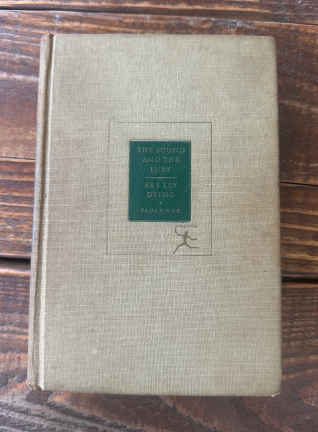 THE SOUND
AND THE
FURY
AS I LAY
DYING
FAULKNER